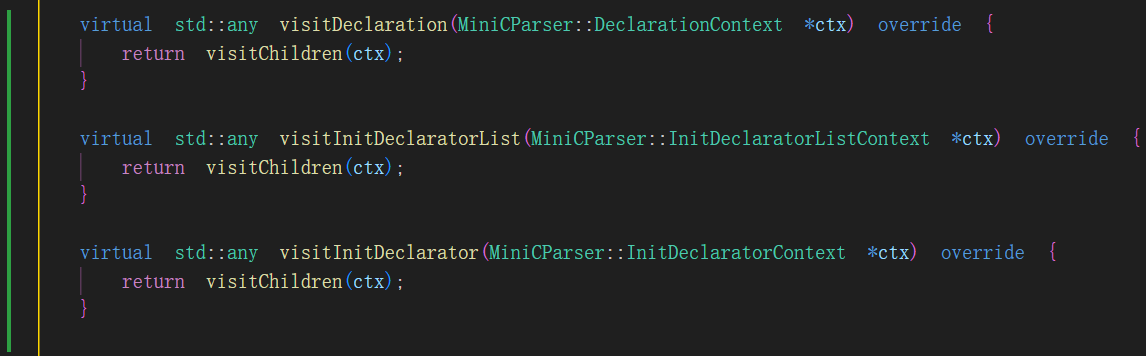 virtual std::any visitDeclaration(MiniCParser::DeclarationContext *ctx) override {
return visitChildren(ctx);
}
virtual std::any visitInitDeclaratorList(MiniCParser::InitDeclaratorListContext *ctx) override {
return visitChildren(ctx);
}
virtual std::any visitInitDeclarator(MiniCParser::InitDeclaratorContext *ctx) override {
return visitChildren(ctx);
}